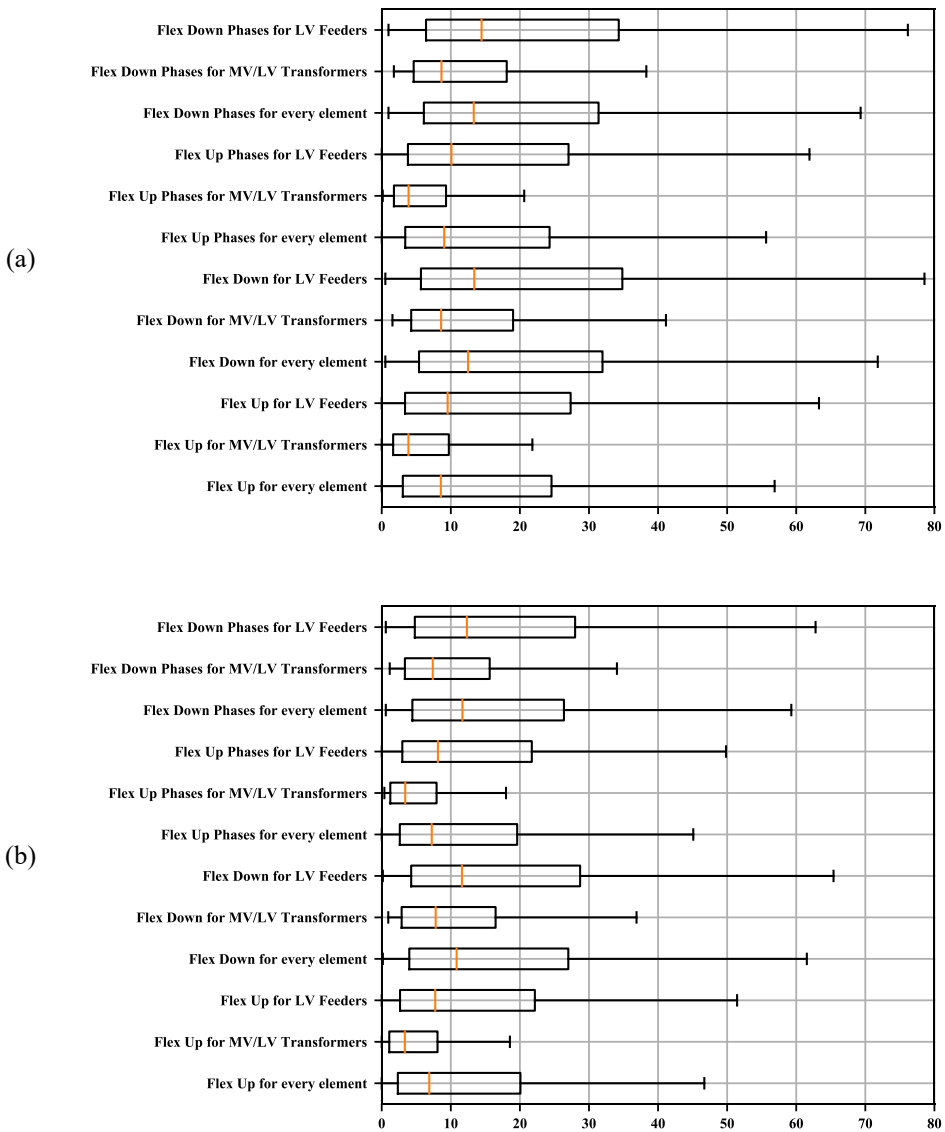 Flex Down Phases for LV Feeders
Flex Down Phases for MV/LV Transformers
Flex Down Phases for every element
Flex Up Phases for LV Feeders
Flex Up Phases for MV/LV Transformers
Flex Up Phases for every element
(a)
Flex Down for LV Feeders
Flex Down for MV/LV Transformers
Flex Down for every element
Flex Up for LV Feeders
Flex Up for MV/LV Transformers
Flex Up for every element
0 10 20 30 40 50 60 70 80
Flex Down Phases for LV Feeders
Flex Down Phases for MV/LV Transformers
Flex Down Phases for every element
Flex Up Phases for LV Feeders
Flex Up Phases for MV/LV Transformers
Flex Up Phases for every element
(b)
Flex Down for LV Feeders
Flex Down for MV/LV Transformers
Flex Down for every element
Flex Up for LV Feeders
Flex Up for MV/LV Transformers
Flex Up for every element
0 10 20 30 40 50 60 70 80